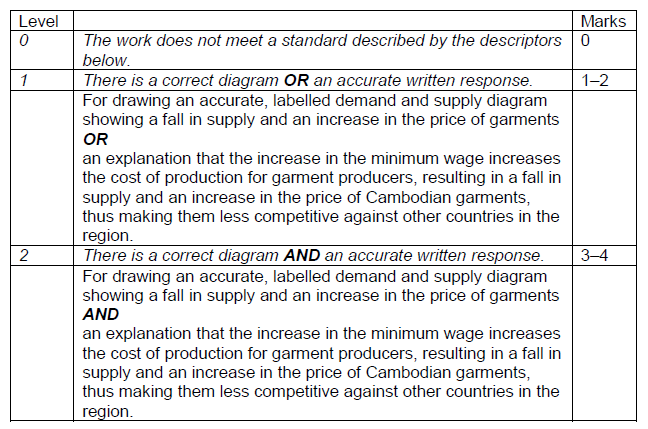 Level Marks
0 The work does not meet a standard described by the descriptors 0
below.
1 There is a correct diagram OR an accurate written response. 1–2
For drawing an accurate, labelled demand and supply diagram
showing a fall in supply and an increase in the price of garments
OR
an explanation that the increase in the minimum wage increases
the cost of production for garment producers, resulting in a fall in
supply and an increase in the price of Cambodian garments,
thus making them less competitive against other countries in the
region.
2 There is a correct diagram AND an accurate written response. 3–4
For drawing an accurate, labelled demand and supply diagram
showing a fall in supply and an increase in the price of garments
AND
an explanation that the increase in the minimum wage increases
the cost of production for garment producers, resulting in a fall in
supply and an increase in the price of Cambodian garments,
thus making them less competitive against other countries in the
region.